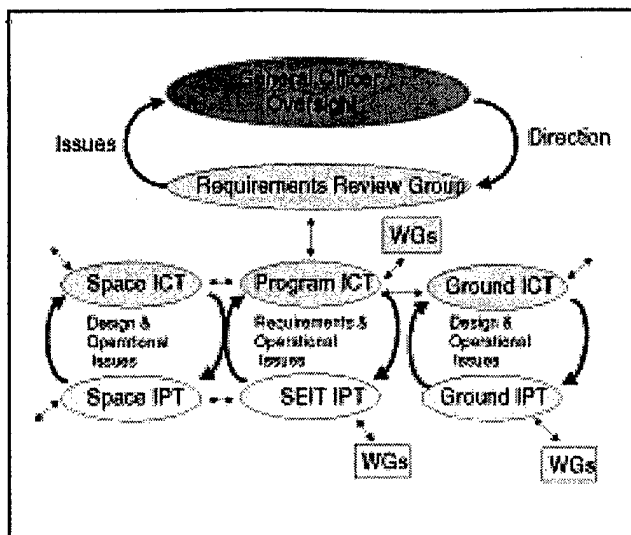 General Officer
Oversight
Issues
Direction
Requirements Review Group
WGs
Space ICT
Program ICT
Ground ICT
Design &
Operational
Issues
Requirements &
Operational
Issues
Design &
Operational
Issues
Space IPT
SEIT IPT
Ground IPT
WGs
WGs